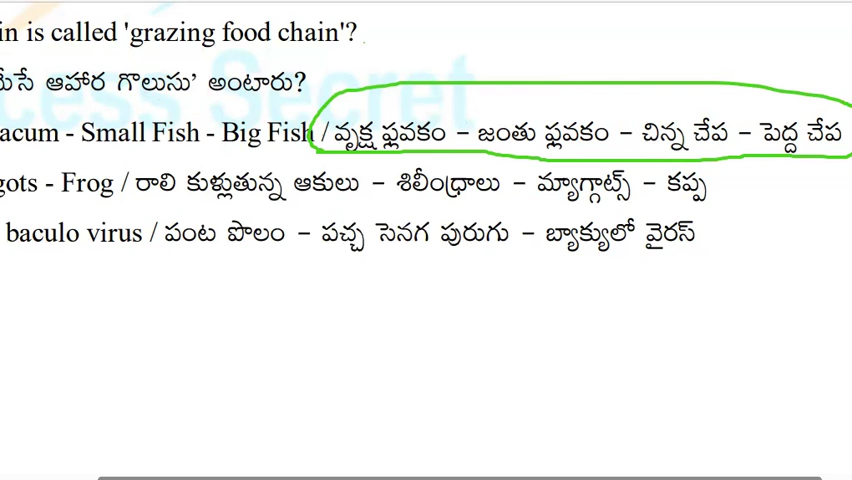 in is called 'grazing food chain'?
మేసే ఆహార గొలుసు' అంటారు?
acum - Small Fish - Big Fish / వృక్ష ప్లవకం – జంతు ప్లవకం – చిన్న చేప – పెద్ద చేప
gots - Frog / రాలి కుళ్లుతున్న ఆకులు – శిలీంధ్రాలు – మ్యాగ్గాట్స్ – కప్ప
baculo virus / పంట పొలం – పచ్చ సెనగ పురుగు – బ్యాక్యులో వైరస్